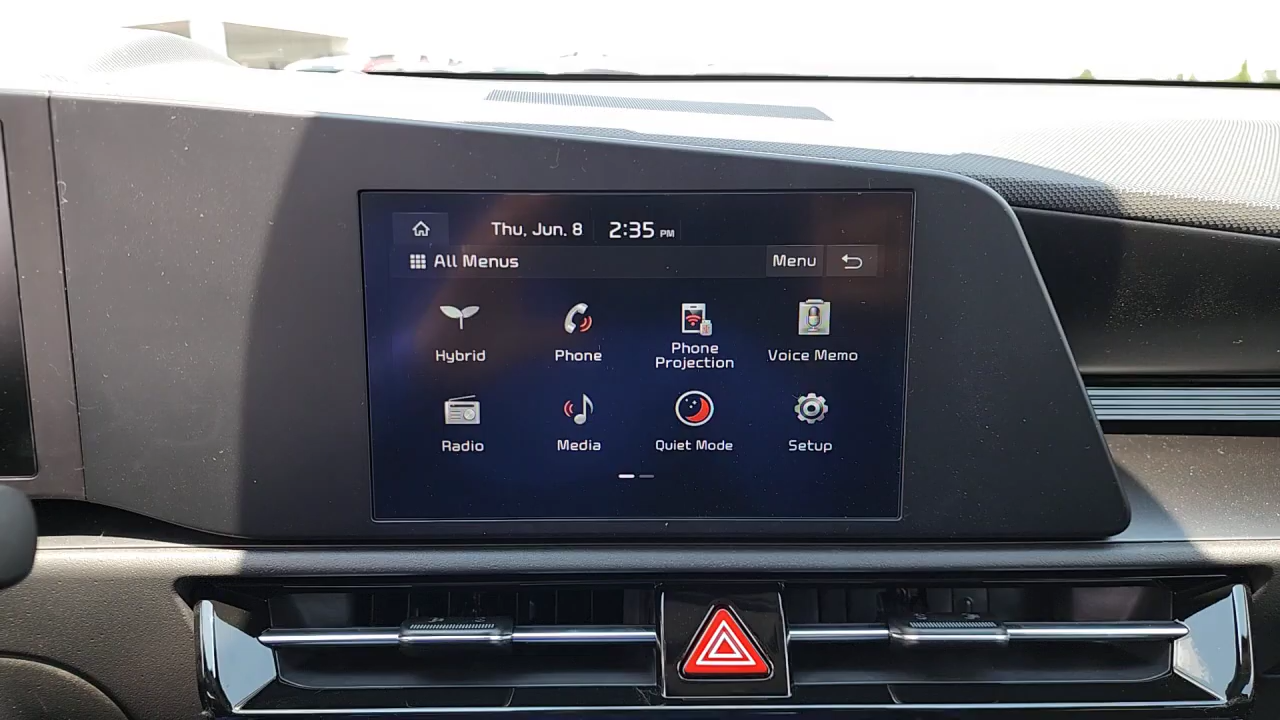 Thu, Jun. 8 2:35 PM
All Menus Menu
Hybrid Phone Phone Projection Voice Memo
Radio Media Quiet Mode Setup